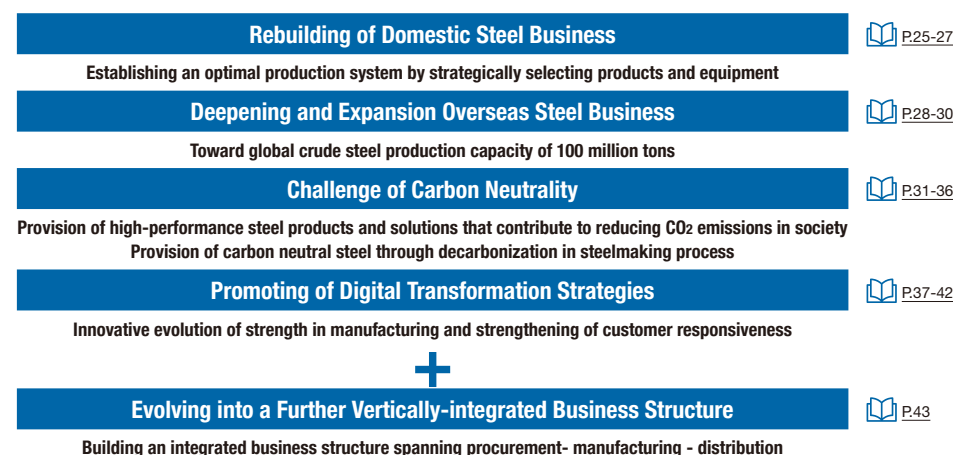 Rebuilding of Domestic Steel Business
P.25-27
Establishing an optimal production system by strategically selecting products and equipment
Deepening and Expansion Overseas Steel Business
P.28-30
Toward global crude steel production capacity of 100 million tons
Challenge of Carbon Neutrality
P.31-36
Provision of high-performance steel products and solutions that contribute to reducing CO2 emissions in society
Provision of carbon neutral steel through decarbonization in steelmaking process
Promoting of Digital Transformation Strategies
P.37-42
Innovative evolution of strength in manufacturing and strengthening of customer responsiveness
+
Evolving into a Further Vertically-integrated Business Structure
P.43
Building an integrated business structure spanning procurement- manufacturing - distribution